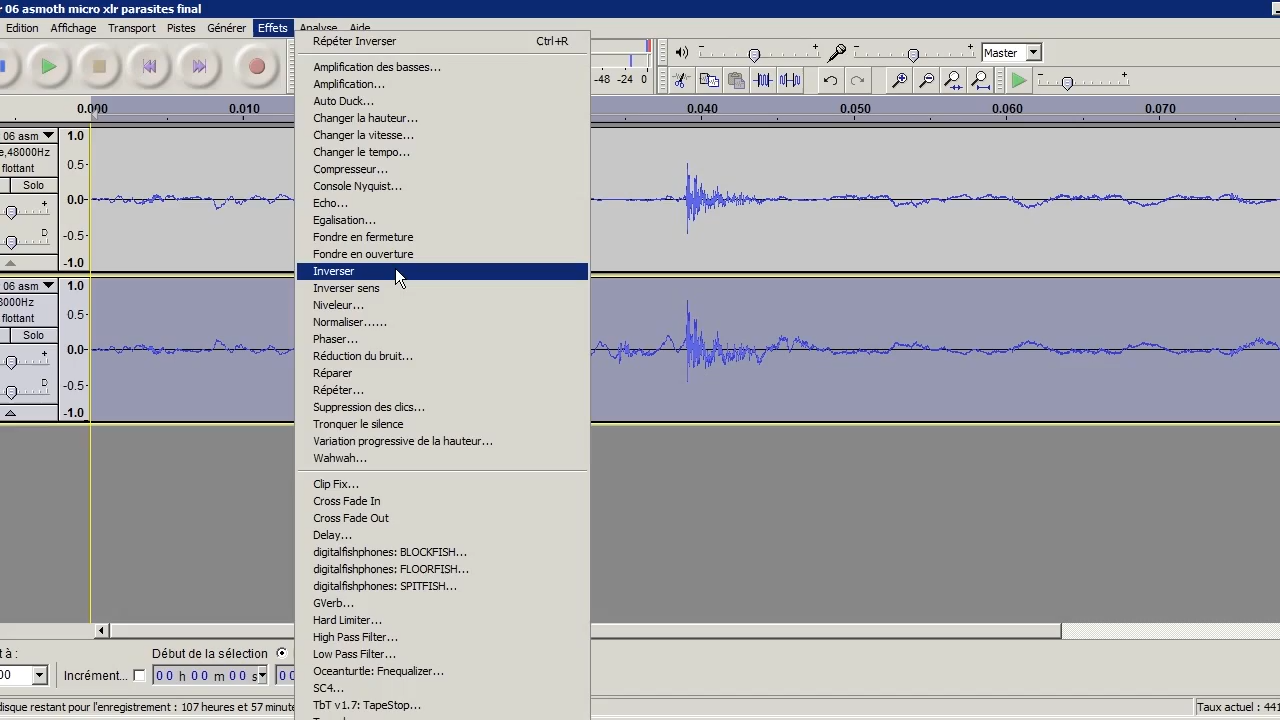 r 06 asmoth micro xlr parasites final
Edition Affichage Transport Pistes Générer Effets Analyse Aide
Répéter Inverser Ctrl+R
-48 -24 0
Master
0.000 0.010 0.040 0.050 0.060 0.070
Amplification des basses...
Amplification...
Auto Duck...
Changer la hauteur...
Changer la vitesse...
Changer le tempo...
Compresseur...
Console Nyquist...
Echo...
Egalisation...
Fondre en fermeture
Fondre en ouverture
Inverser
Inverser sens
Niveleur...
Normaliser......
Phaser...
Réduction du bruit...
Réparer
Répéter...
Suppression des clics...
Tronquer le silence
Variation progressive de la hauteur...
Wahwah...
Clip Fix...
Cross Fade In
Cross Fade Out
Delay...
digitalfishphones: BLOCKFISH...
digitalfishphones: FLOORFISH...
digitalfishphones: SPITFISH...
GVerb...
Hard Limiter...
High Pass Filter...
Low Pass Filter...
Oceanturtle: Fnequalizer...
SC4...
TbT v1.7: TapeStop...
06 asm 1.0
e,48000Hz
flottant 0.5
Solo
0.0
-0.5
D
-1.0
06 asm 1.0
8000Hz
flottant 0.5
Solo
0.0
-0.5
D
-1.0
t à : Début de la sélection
00 Incrément... 00 h 00 m 00 s 00
disque restant pour l'enregistrement : 107 heures et 57 minute
Taux actuel : 441